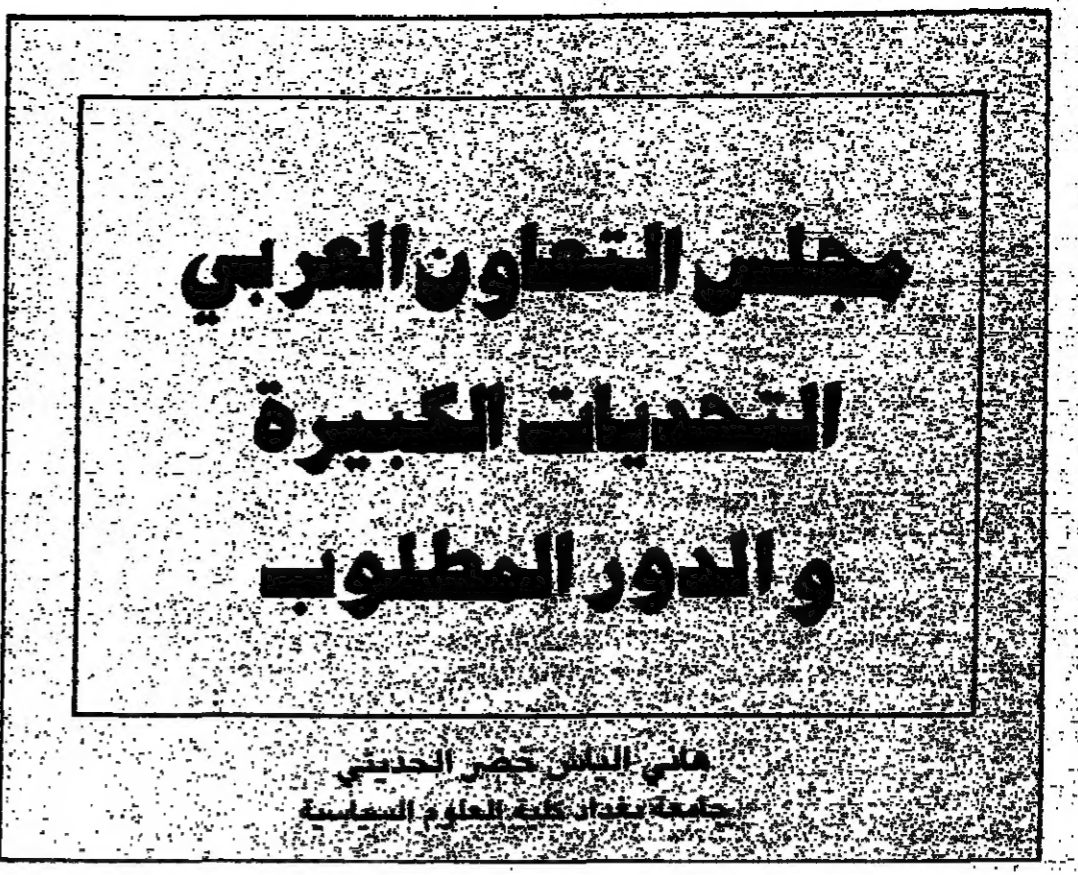 مجلس التعاون العربي
التحديات الكبيرة
والدور المطلوب
هاني الياس خضر الحديثي
جامعة بغداد كلية العلوم السياسية